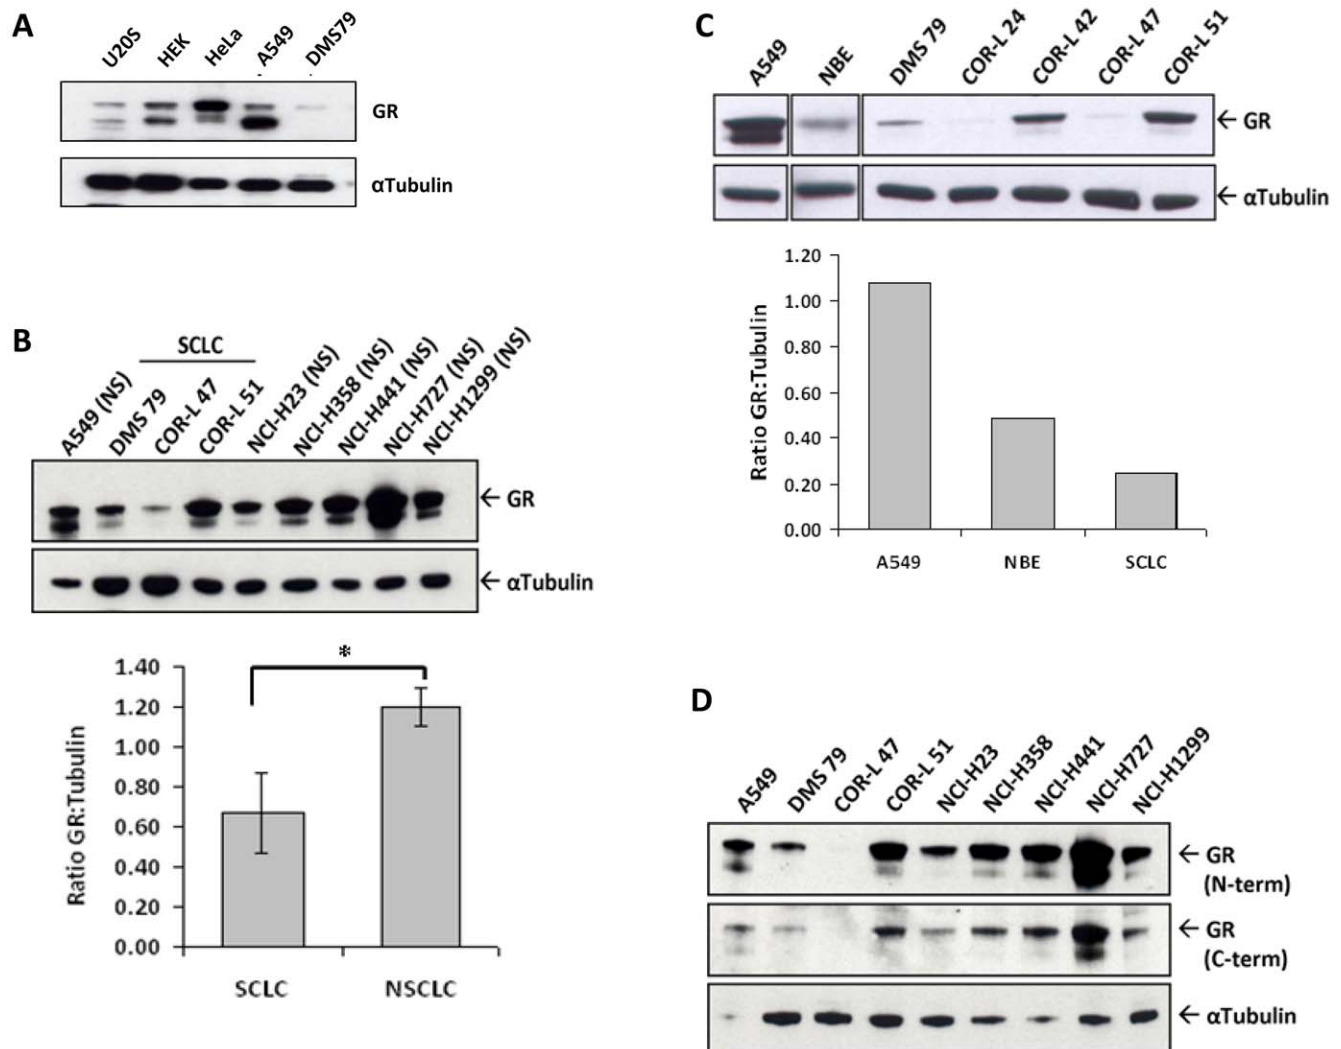 A
U20S HEK HeLa A549 DMS79
GR
αTubulin
B
SCLC
A549 (NS) DMS 79 COR-L 47 COR-L 51 NCI-H23 (NS) NCI-H358 (NS) NCI-H441 (NS) NCI-H727 (NS) NCI-H1299 (NS)
← GR
← αTubulin
*
Ratio GR:Tubulin
1.40
1.20
1.00
0.80
0.60
0.40
0.20
0.00
SCLC NSCLC
C
A549 NBE DMS 79 COR-L 24 COR-L 42 COR-L 47 COR-L 51
← GR
← αTubulin
Ratio GR:Tubulin
1.20
1.00
0.80
0.60
0.40
0.20
0.00
A549 NBE SCLC
D
A549 DMS 79 COR-L 47 COR-L 51 NCI-H23 NCI-H358 NCI-H441 NCI-H727 NCI-H1299
← GR
(N-term)
← GR
(C-term)
← αTubulin